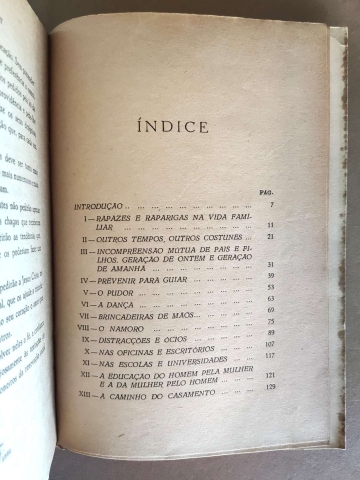 ÍNDICE
PÁG.
INTRODUÇÃO ... ... ... ... ... ... ... 7
I — RAPAZES E RAPARIGAS NA VIDA FAMI-
LIAR ... ... ... ... ... ... ... 11
II — OUTROS TEMPOS, OUTROS COSTUMES ... 21
III — INCOMPREENSÃO MÚTUA DE PAIS E FI-
LHOS. GERAÇÃO DE ONTEM E GERAÇÃO
DE AMANHÃ ... ... ... ... ... ... 31
IV — PREVENIR PARA GUIAR ... ... ... ... 39
V — O PUDOR ... ... ... ... ... ... ... 53
VI — A DANÇA ... ... ... ... ... ... ... 63
VII — BRINCADEIRAS DE MÃOS ... ... ... ... 69
VIII — O NAMORO ... ... ... ... ... ... 75
IX — DISTRACÇÕES E ÓCIOS ... ... ... ... 89
X — NAS OFICINAS E ESCRITÓRIOS ... ... ... 107
XI — NAS ESCOLAS E UNIVERSIDADES ... ... 117
XII — A EDUCAÇÃO DO HOMEM PELA MULHER
E A DA MULHER PELO HOMEM ... ... ... 121
XIII — A CAMINHO DO CASAMENTO ... ... ... 129